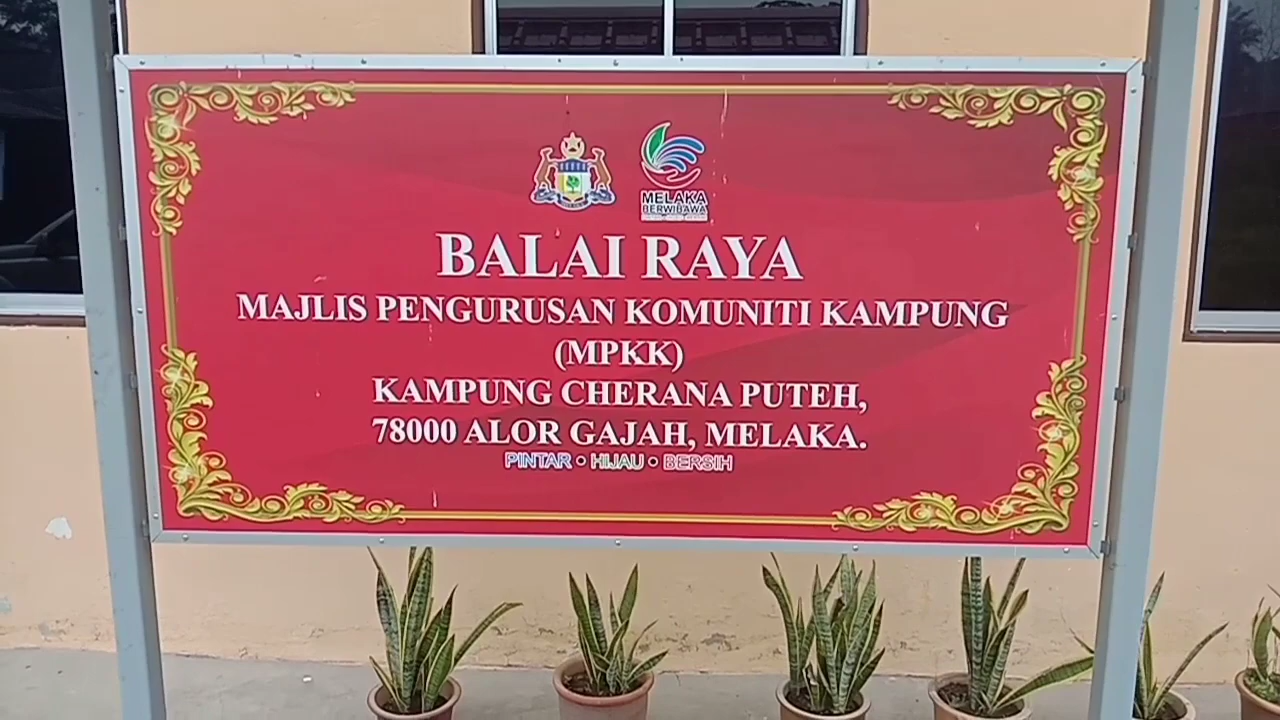 MELAKA
BERWIBAWA
BALAI RAYA
MAJLIS PENGURUSAN KOMUNITI KAMPUNG
(MPKK)
KAMPUNG CHERANA PUTEH,
78000 ALOR GAJAH, MELAKA.
PINTAR • HIJAU • BERSIH